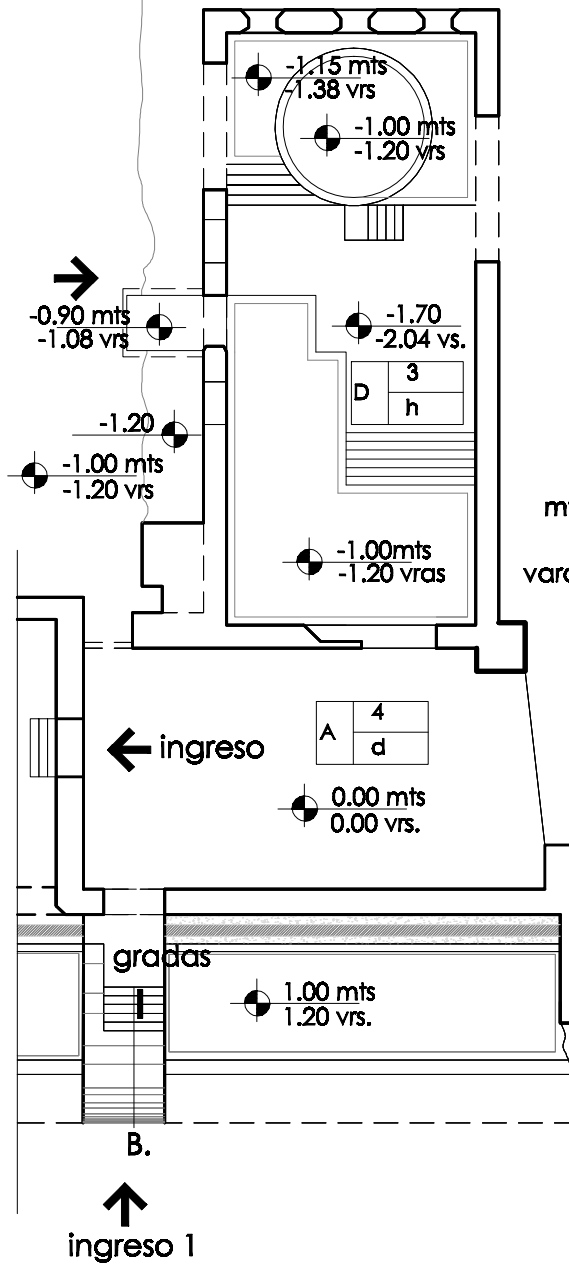 -1.15 mts
-1.38 vrs
-1.00 mts
-1.20 vrs
-0.90 mts
-1.08 vrs
-1.70
-2.04 vs.
D
3
h
-1.20
-1.00 mts
-1.20 vrs
-1.00mts
-1.20 vras
A
4
d
ingreso
0.00 mts
0.00 vrs.
gradas
1.00 mts
1.20 vrs.
B.
ingreso 1